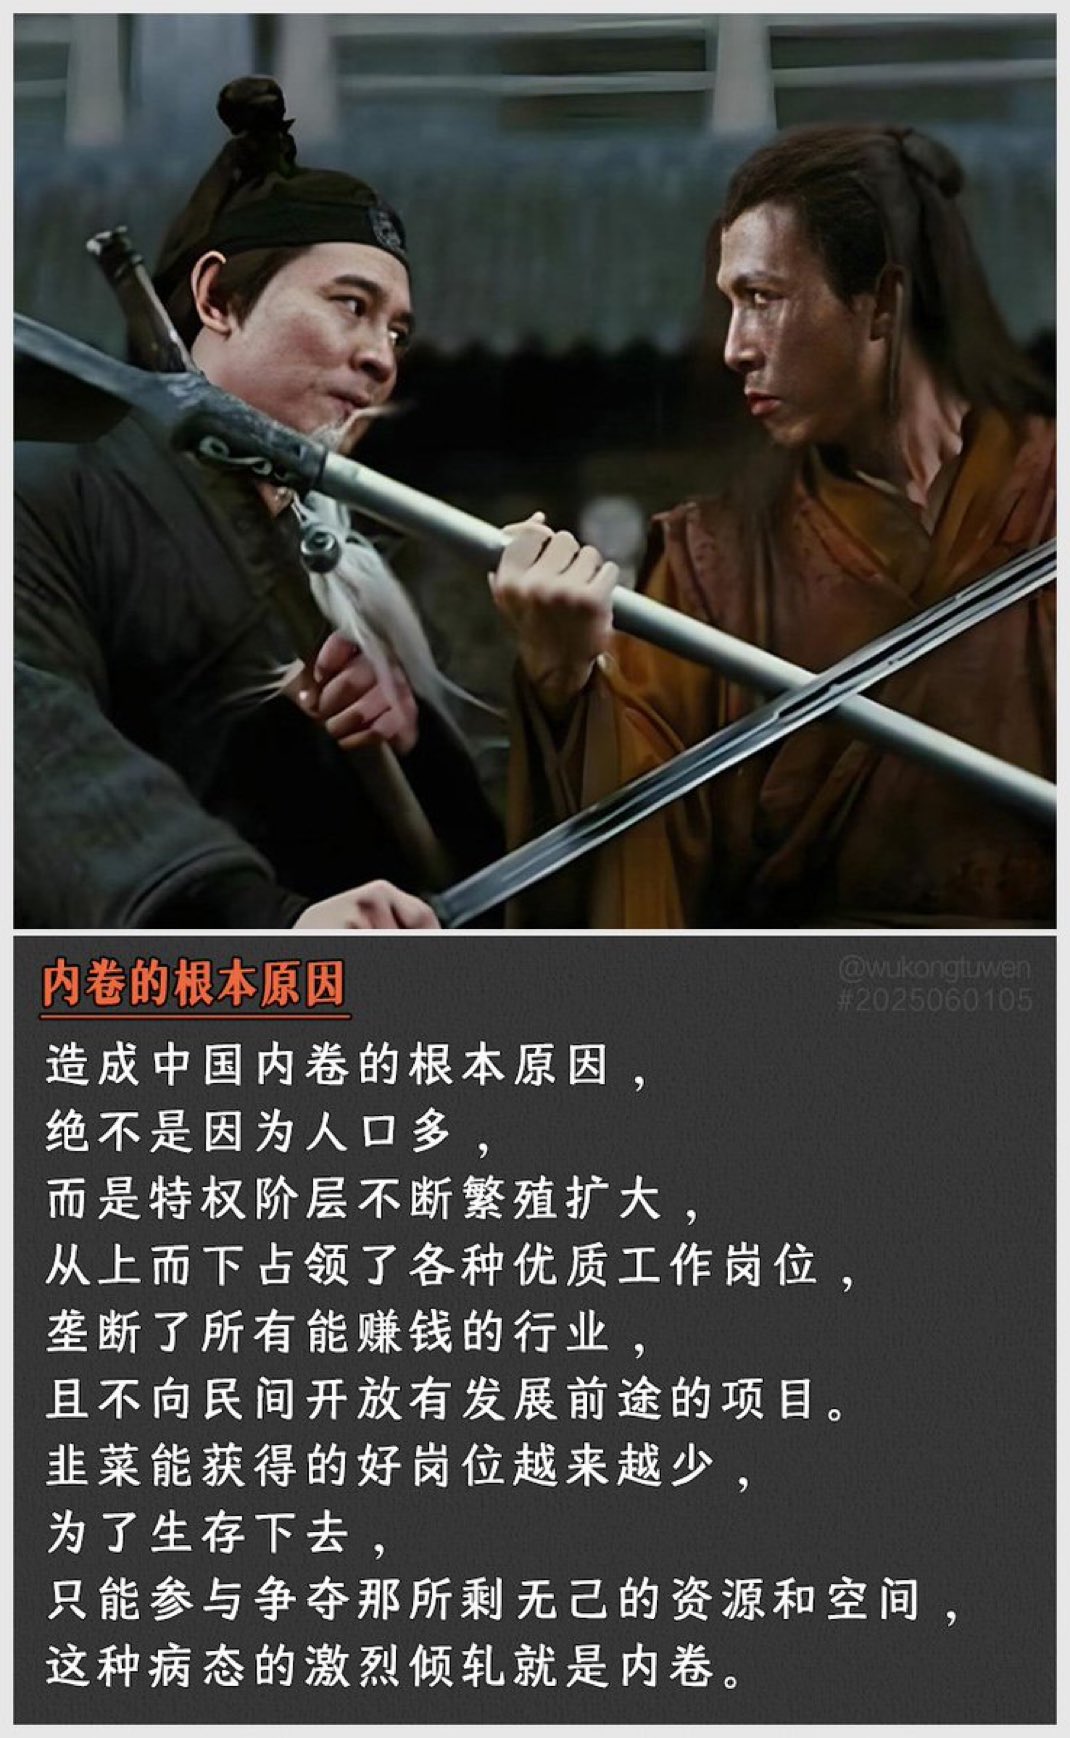 内卷的根本原因
@wukongtuwen
#2025060105
造成中国内卷的根本原因，
绝不是因为人口多，
而是特权阶层不断繁殖扩大，
从上而下占领了各种优质工作岗位，
垄断了所有能赚钱的行业，
且不向民间开放有发展前途的项目。
韭菜能获得的好岗位越来越少，
为了生存下去，
只能参与争夺那所剩无己的资源和空间，
这种病态的激烈倾轧就是内卷。